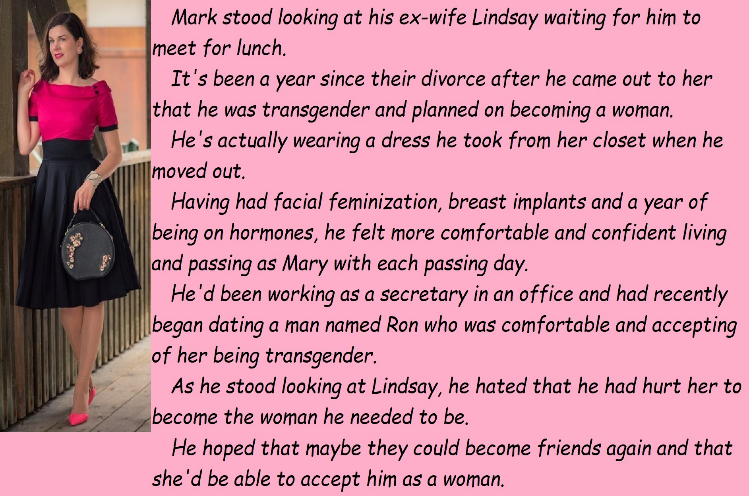 Mark stood looking at his ex-wife Lindsay waiting for him to
meet for lunch.
It's been a year since their divorce after he came out to her
that he was transgender and planned on becoming a woman.
He's actually wearing a dress he took from her closet when he
moved out.
Having had facial feminization, breast implants and a year of
being on hormones, he felt more comfortable and confident living
and passing as Mary with each passing day.
He'd been working as a secretary in an office and had recently
began dating a man named Ron who was comfortable and accepting
of her being transgender.
As he stood looking at Lindsay, he hated that he had hurt her to
become the woman he needed to be.
He hoped that maybe they could become friends again and that
she'd be able to accept him as a woman.